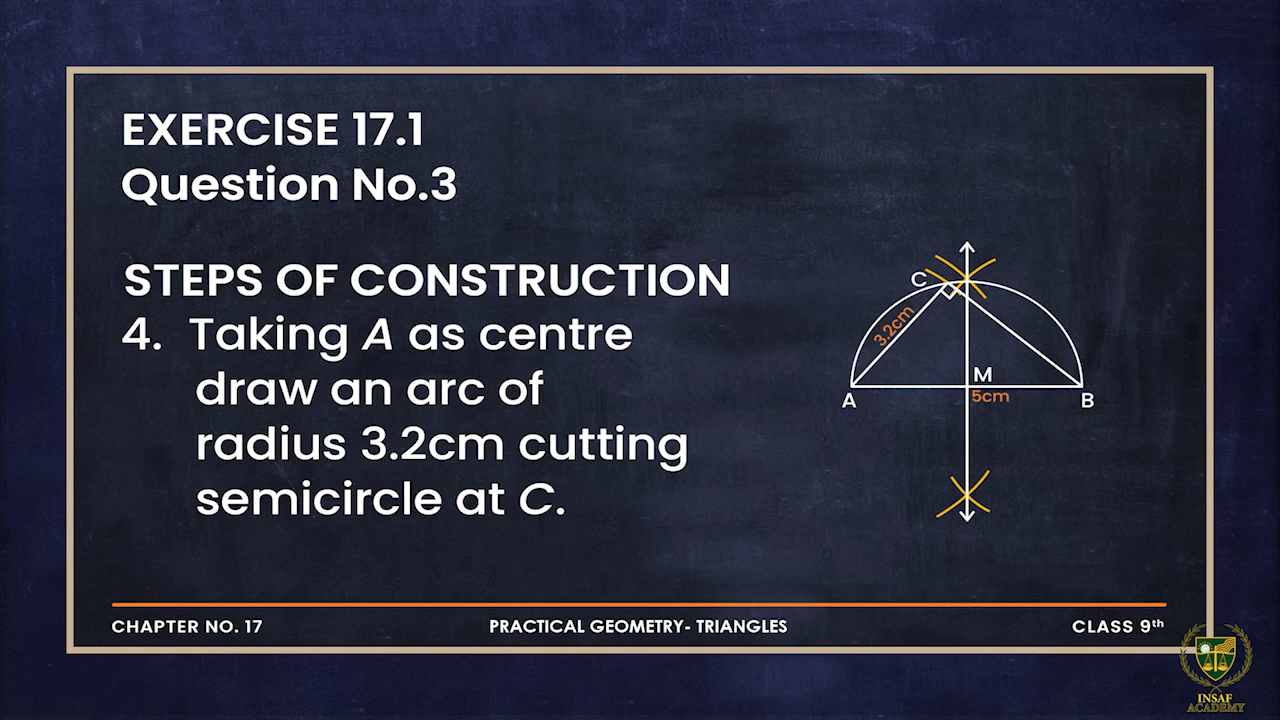 EXERCISE 17.1
Question No.3
STEPS OF CONSTRUCTION
4. Taking A as centre
draw an arc of
radius 3.2cm cutting
semicircle at C.
C
3.2cm
M
A
5cm
B
CHAPTER NO. 17
PRACTICAL GEOMETRY- TRIANGLES
CLASS 9th
INSAF
ACADEMY